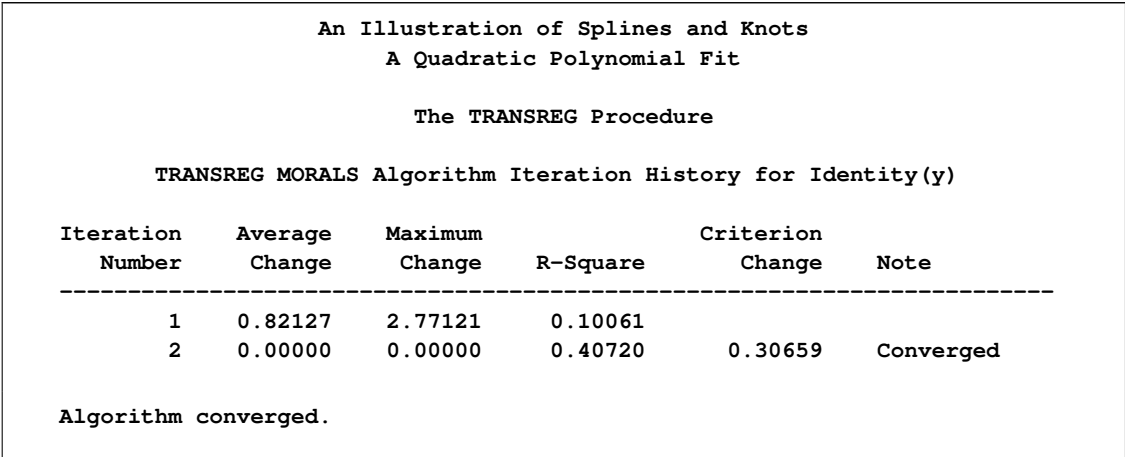 An Illustration of Splines and Knots
A Quadratic Polynomial Fit
The TRANSREG Procedure
TRANSREG MORALS Algorithm Iteration History for Identity(y)
Iteration Average Maximum Criterion
Number Change Change R-Square Change Note
1 0.82127 2.77121 0.10061
2 0.00000 0.00000 0.40720 0.30659 Converged
Algorithm converged.